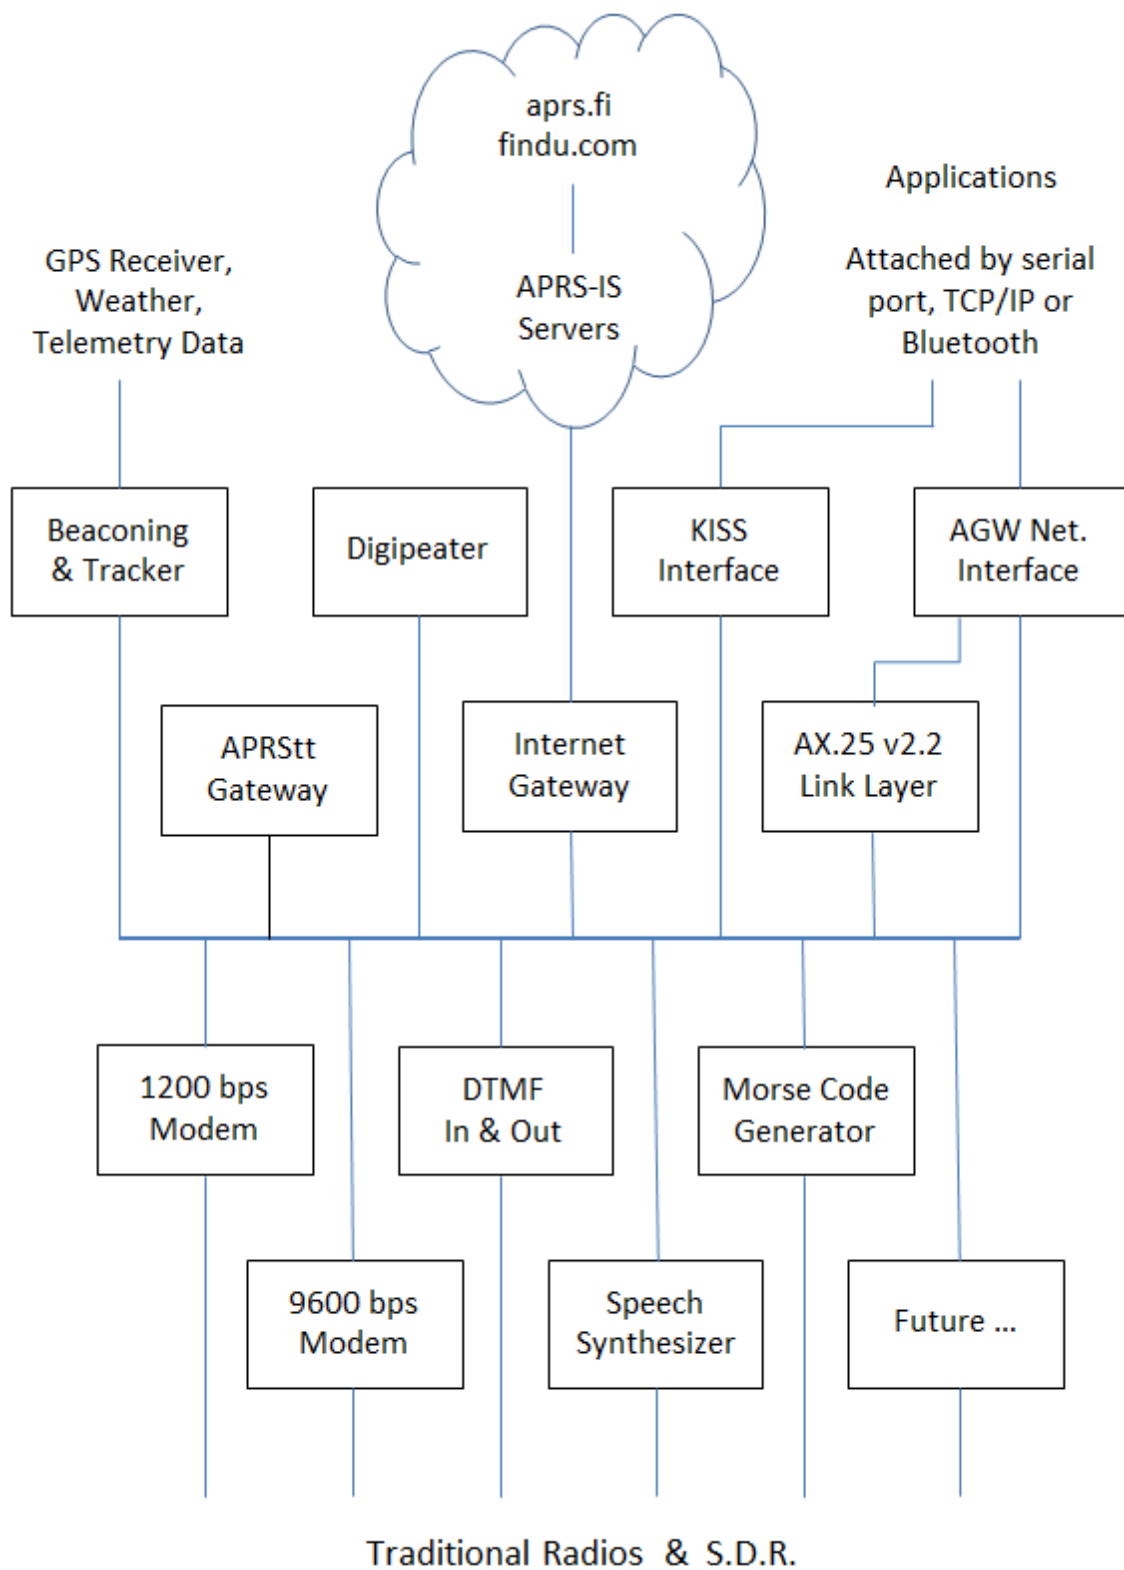 aprs.fi
findu.com
APRS-IS
Servers
Applications
Attached by serial
port, TCP/IP or
Bluetooth
GPS Receiver,
Weather,
Telemetry Data
Beaconing
& Tracker
Digipeater
KISS
Interface
AGW Net.
Interface
APRStt
Gateway
Internet
Gateway
AX.25 v2.2
Link Layer
1200 bps
Modem
DTMF
In & Out
Morse Code
Generator
9600 bps
Modem
Speech
Synthesizer
Future ...
Traditional Radios & S.D.R.